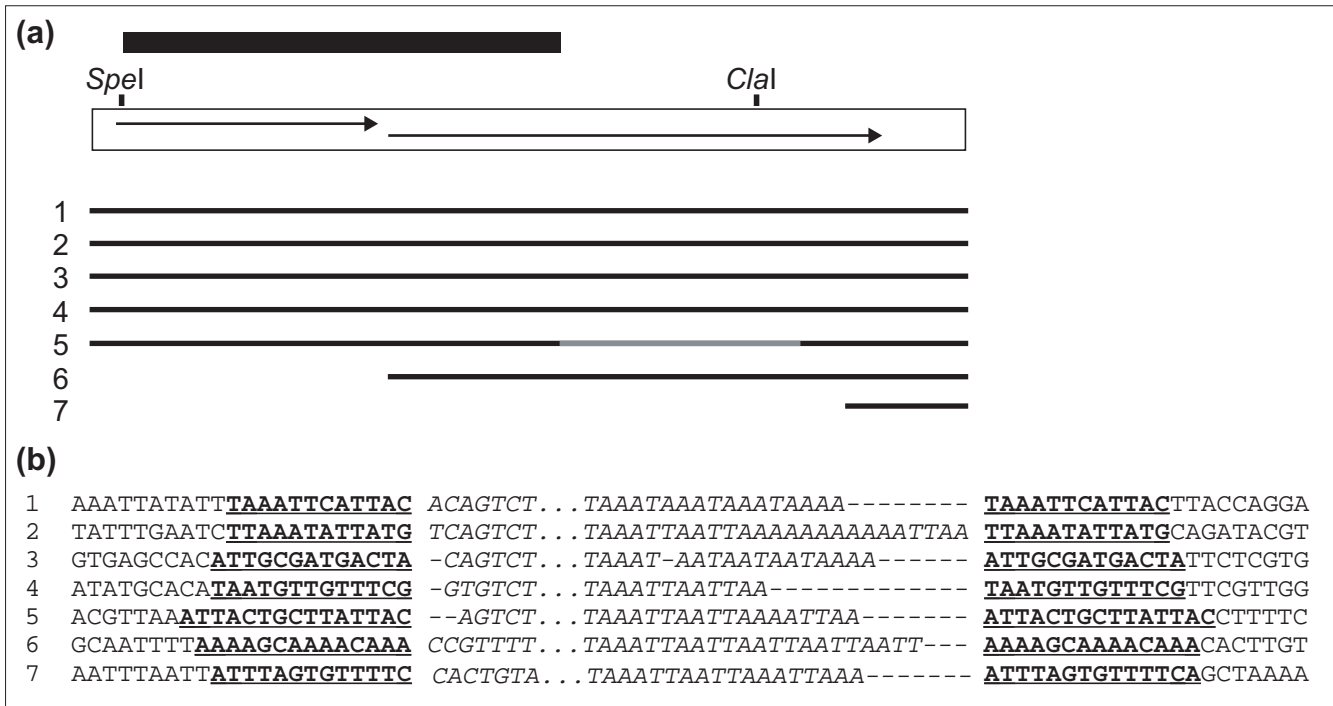 (a)
SpeI ClaI
1
2
3
4
5
6
7
(b)
1 AAATTATATTTAAATTCATTAC ACAGTCT...TAAATAAATAAATAAAA-------- TAAATTCATTACTTACCAGGA
2 TATTTGAATCTTAAATATTATG TCAGTCT...TAAATAATTAAAAAAAAAAATTAA TTAAATATTATGCAGATACGT
3 GTGAGCCACATTGCGATGACTA -CAGTCT...TAAAT-AATAATAATAAAA------ ATTGCGATGACTATTCTCGTG
4 ATATGCACATAATGTTGTTTCG -GTGTCT...TAAATTAATTAA------------- TAATGTTGTTTCGTTCGTTGG
5 ACGTTAAATTACTGCTTATTAC --AGTCT...TAAATTAATTAAAATTAA------- ATTACTGCTTATTACCTTTTC
6 GCAATTTTAAAAGCAAAACAAA CCGTTTT...TAAATTAATTAATTAATTAATT--- AAAAGCAAAACAAACACTTGT
7 AATTTAATTATTTAGTGTTTTC CACTGTA...TAAATTAATTAAATTAAA------- ATTTAGTGTTTTCAGCTAAAA